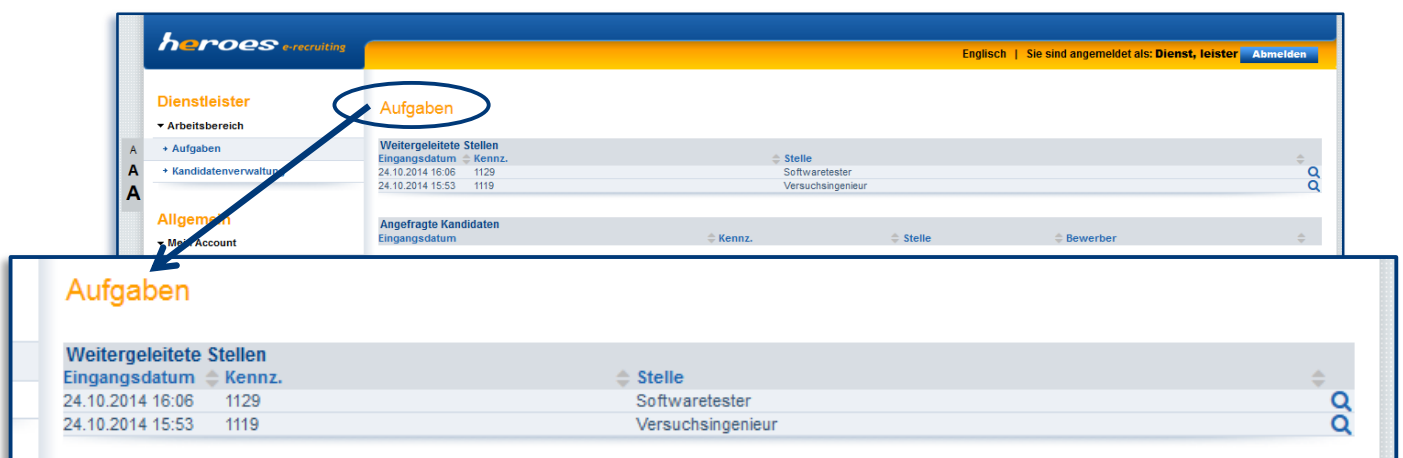 heroes e-recruiting
Englisch | Sie sind angemeldet als: Dienst, leister Abmelden
Dienstleister
Arbeitsbereich
Aufgaben
Kandidatenverwaltung
Allgemein
Mein Account
A
A
A
Aufgaben
Weitergeleitete Stellen
Eingangsdatum Kennz. Stelle
24.10.2014 16:06 1129 Softwaretester
24.10.2014 15:53 1119 Versuchsingenieur
Angefragte Kandidaten
Eingangsdatum Kennz. Stelle Bewerber
Aufgaben
Weitergeleitete Stellen
Eingangsdatum Kennz. Stelle
24.10.2014 16:06 1129 Softwaretester
24.10.2014 15:53 1119 Versuchsingenieur